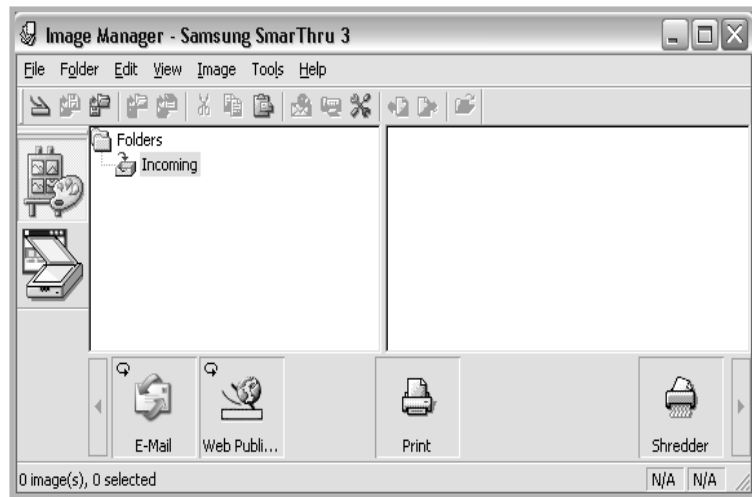 Image Manager - Samsung SmarThru 3
File Folder Edit View Image Tools Help
Folders
Incoming
E-Mail Web Publi... Print Shredder
0 image(s), 0 selected N/A N/A